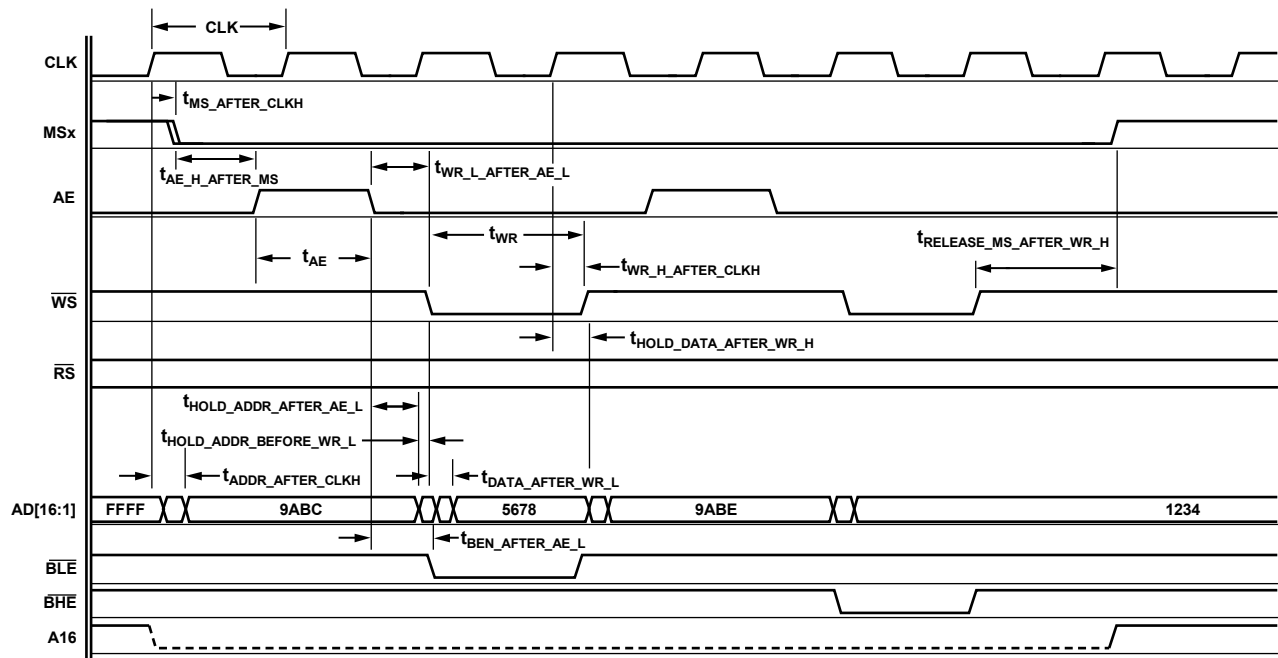 CLK
CLK
tMS_AFTER_CLKH
MSx
tAE_H_AFTER_MS
tWR_L_AFTER_AE_L
AE
tWR
tRELEASE_MS_AFTER_WR_H
tAE
tWR_H_AFTER_CLKH
WS
tHOLD_DATA_AFTER_WR_H
RS
tHOLD_ADDR_AFTER_AE_L
tHOLD_ADDR_BEFORE_WR_L
tADDR_AFTER_CLKH
tDATA_AFTER_WR_L
AD[16:1] FFFF 9ABC 5678 9ABE 1234
tBEN_AFTER_AE_L
BLE
BHE
A16